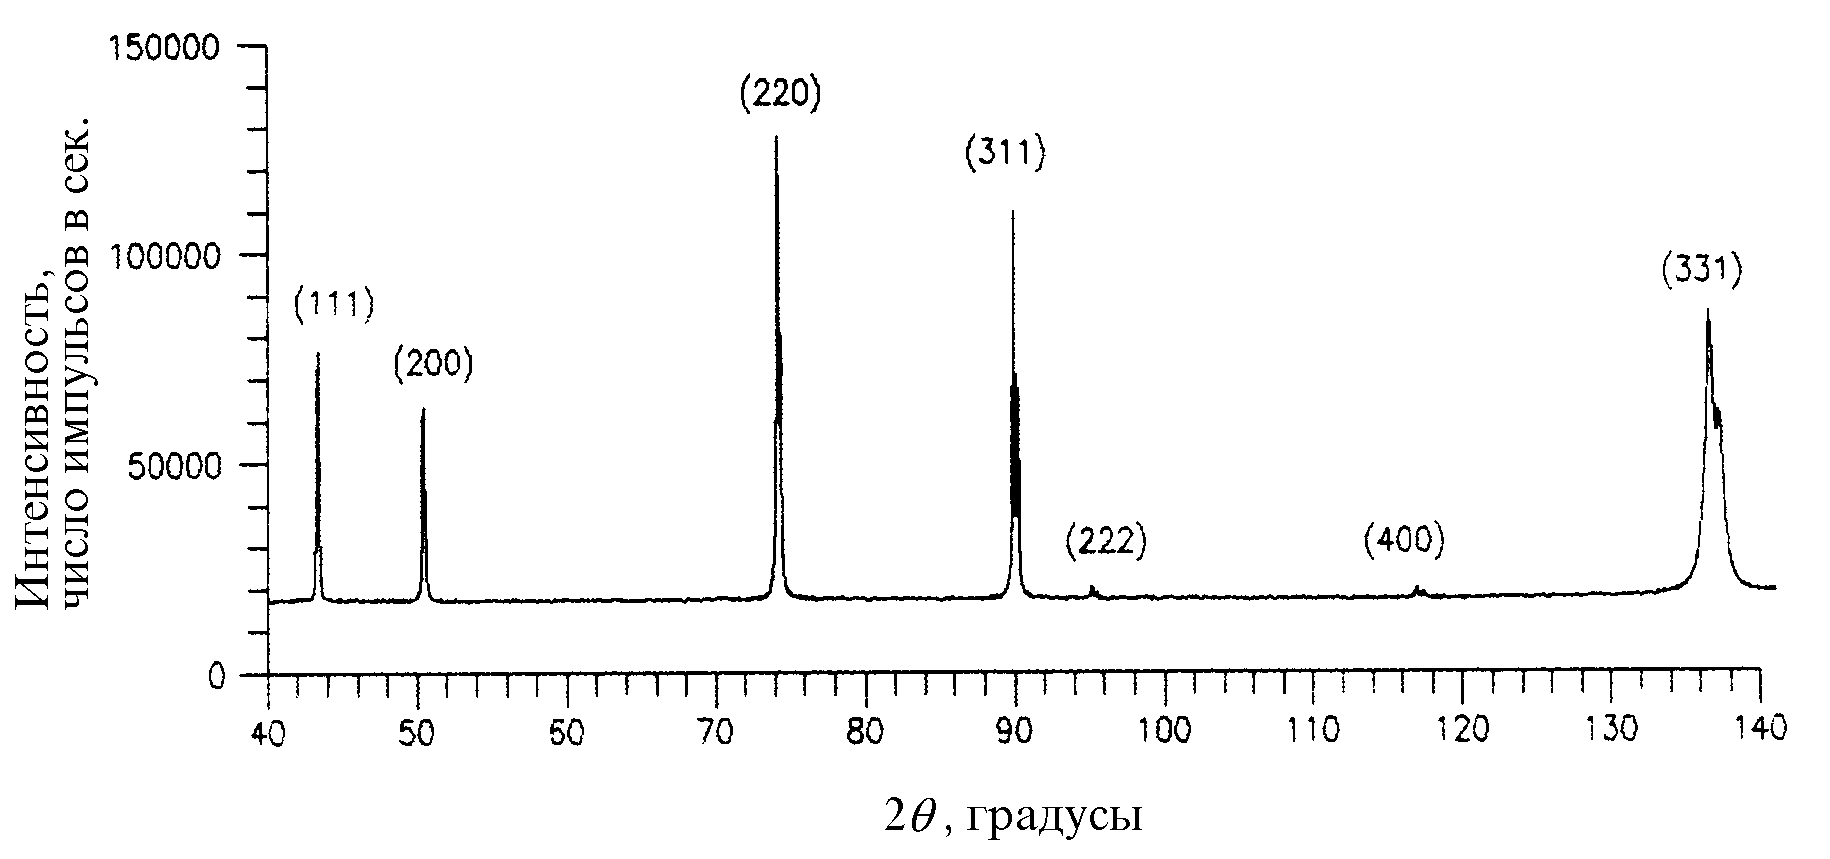 150000
100000
50000
0
Интенсивность,
число импульсов в сек.
(111)
(200)
(220)
(311)
(222)
(400)
(331)
40 50 60 70 80 90 100 110 120 130 140
2θ, градусы